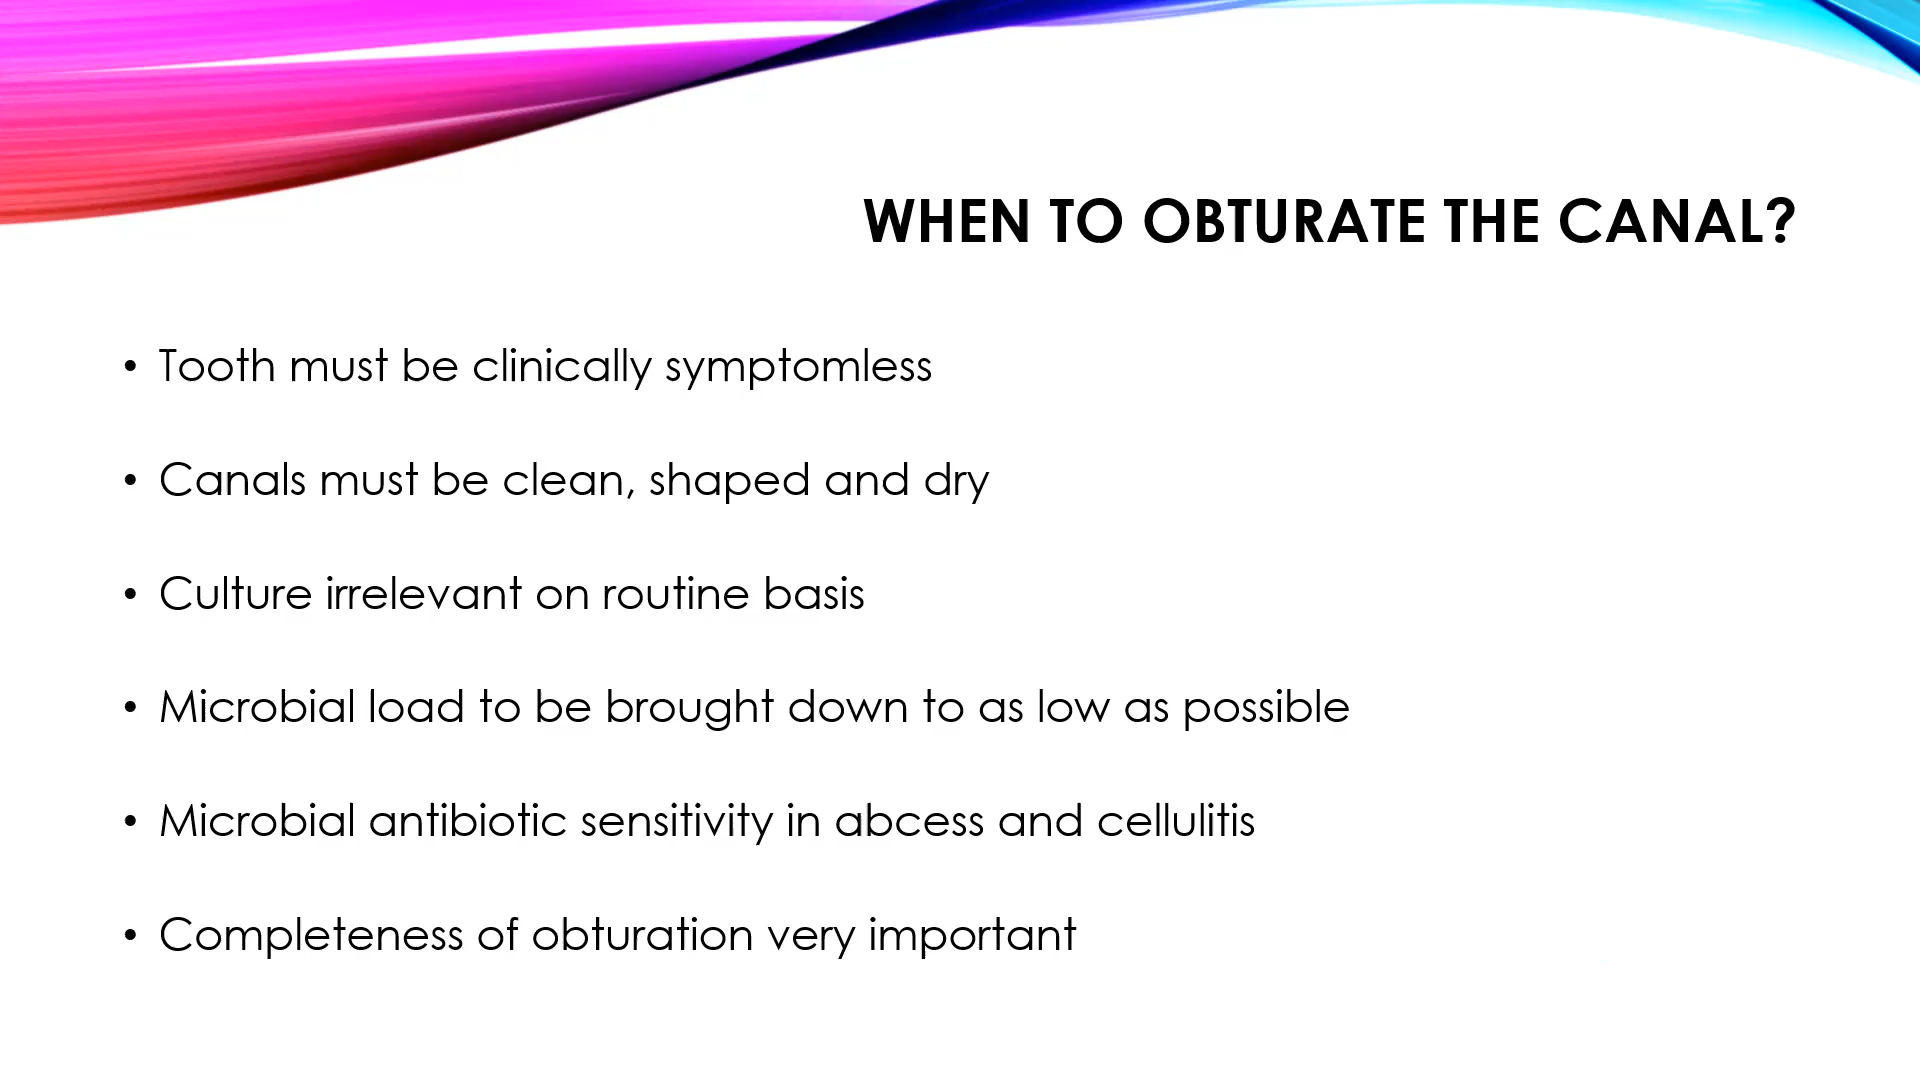 WHEN TO OBTURATE THE CANAL?
• Tooth must be clinically symptomless
• Canals must be clean, shaped and dry
• Culture irrelevant on routine basis
• Microbial load to be brought down to as low as possible
• Microbial antibiotic sensitivity in abcess and cellulitis
• Completeness of obturation very important